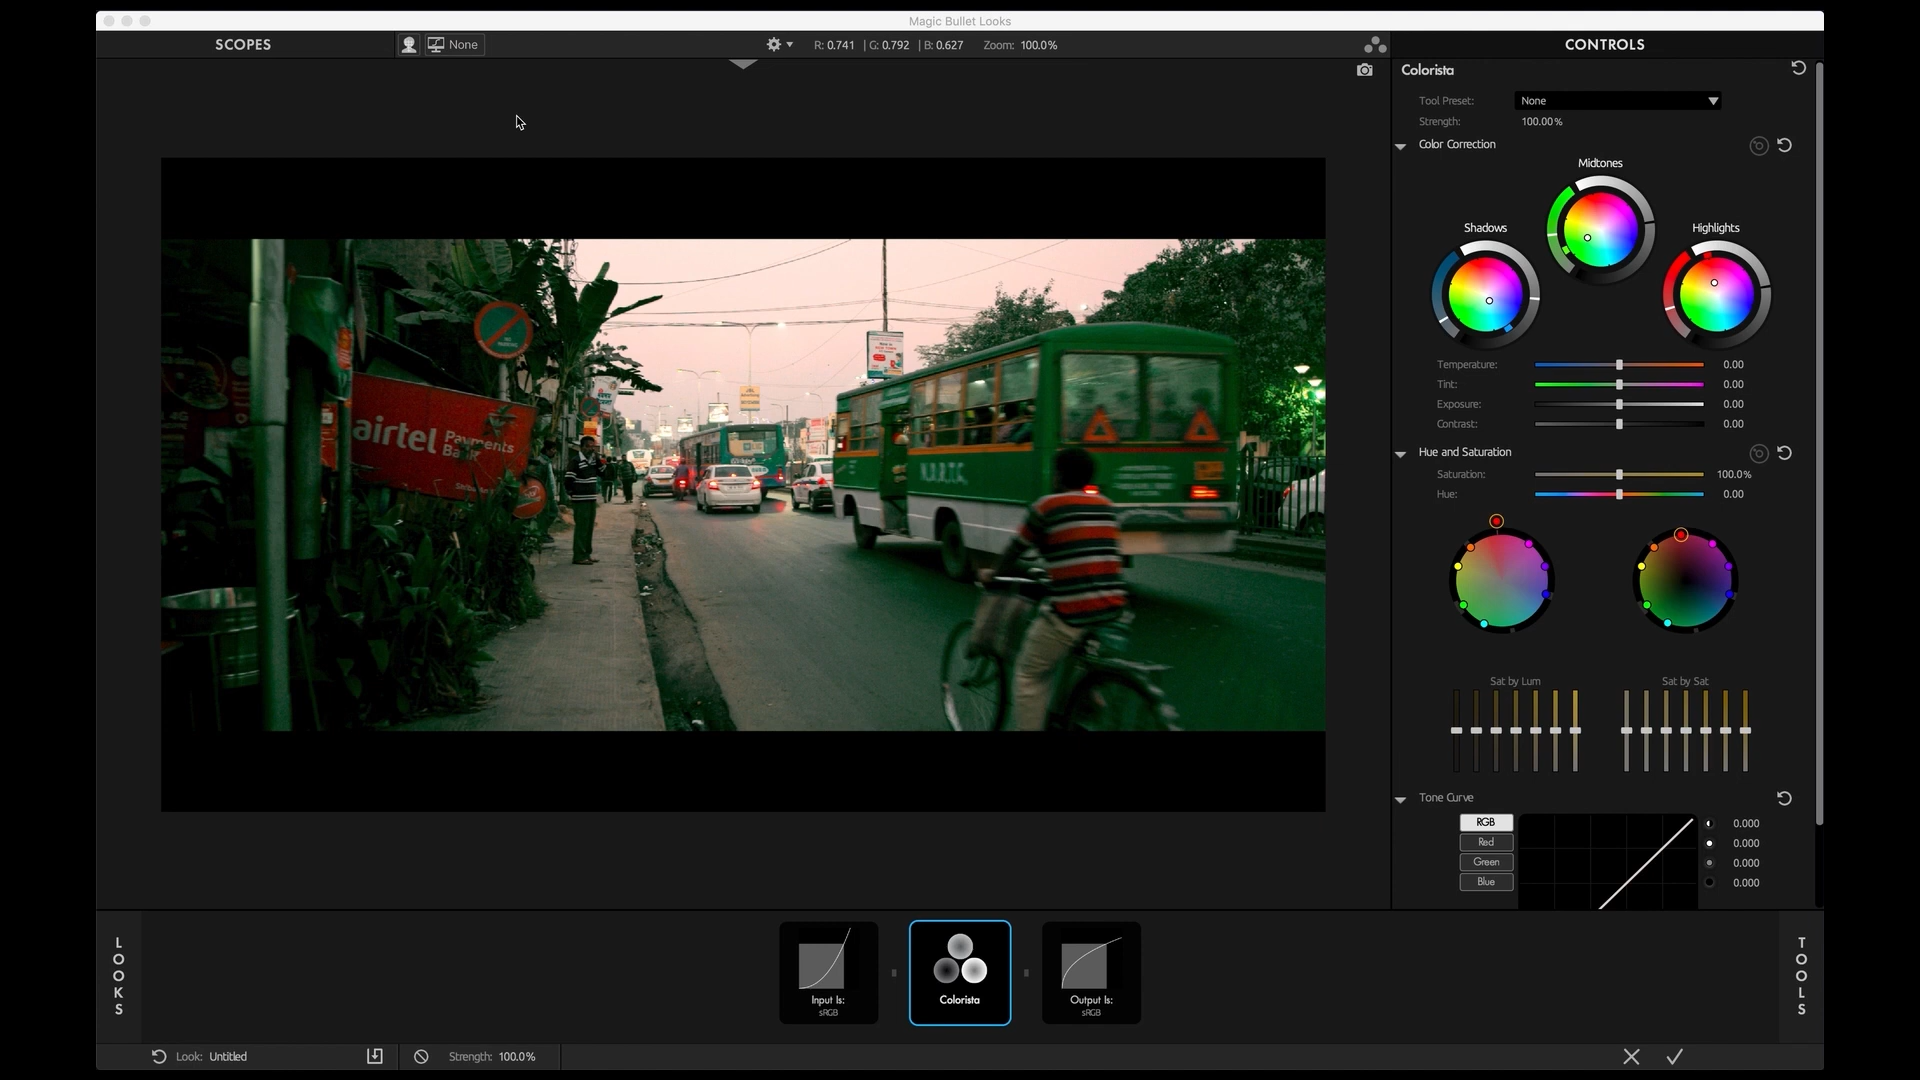 Magic Bullet Looks
SCOPES
None
R: 0.741 | G: 0.792 | B: 0.627
Zoom: 100.0%
CONTROLS
Colorista
Tool Preset: None
Strength: 100.00%
Color Correction
Midtones
Shadows
Highlights
Temperature: 0.00
Tint: 0.00
Exposure: 0.00
Contrast: 0.00
Hue and Saturation
Saturation: 100.0%
Hue: 0.00
Sat by Lum
Sat by Sat
Tone Curve
RGB
Red
Green
Blue
0.000
0.000
0.000
0.000
NO
PARKING
airtel Payments
Bank
N.B.S.T.C.
LOOKS
Input Is:
sRGB
Colorista
Output Is:
sRGB
TOOLS
Look: Untitled
Strength: 100.0%